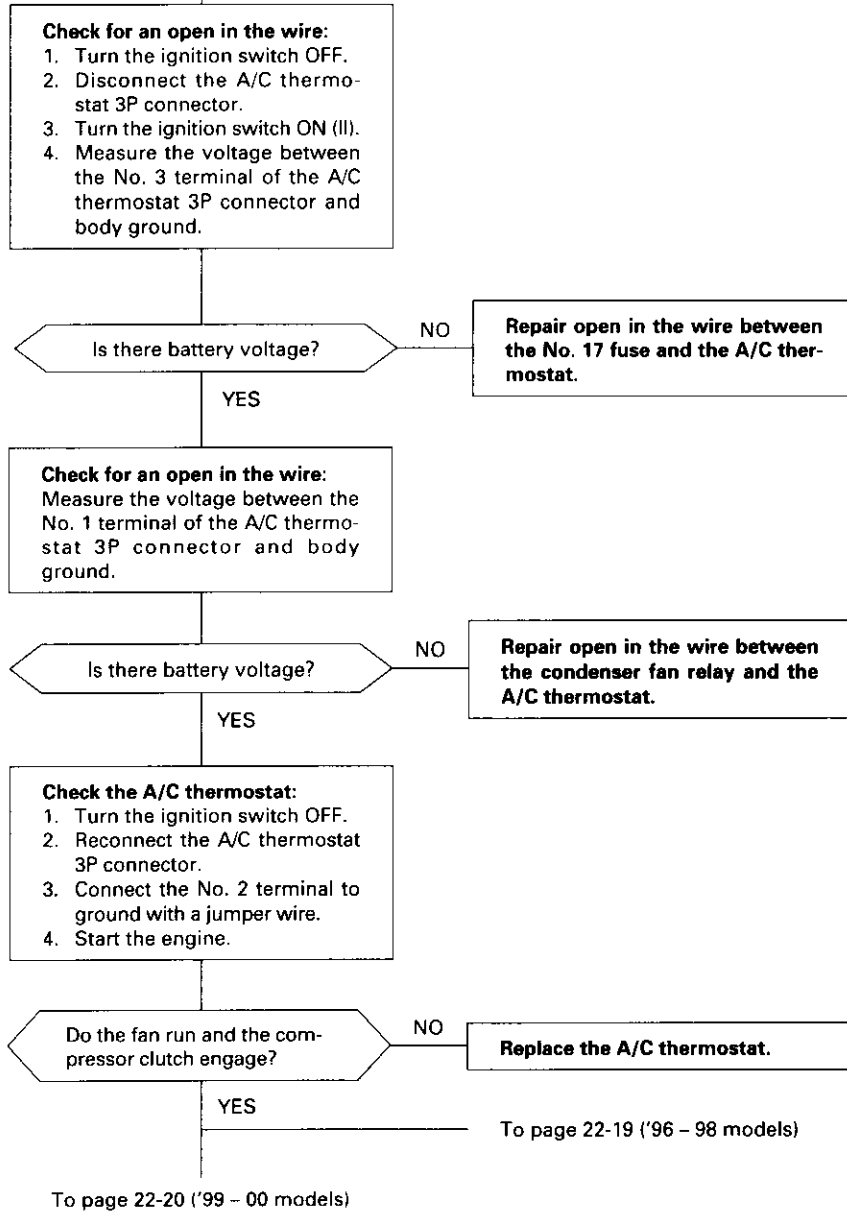 Check for an open in the wire:
1. Turn the ignition switch OFF.
2. Disconnect the A/C thermo-
stat 3P connector.
3. Turn the ignition switch ON (II).
4. Measure the voltage between
the No. 3 terminal of the A/C
thermostat 3P connector and
body ground.
Is there battery voltage?
NO
Repair open in the wire between
the No. 17 fuse and the A/C ther-
mostat.
YES
Check for an open in the wire:
Measure the voltage between the
No. 1 terminal of the A/C thermo-
stat 3P connector and body
ground.
Is there battery voltage?
NO
Repair open in the wire between
the condenser fan relay and the
A/C thermostat.
YES
Check the A/C thermostat:
1. Turn the ignition switch OFF.
2. Reconnect the A/C thermostat
3P connector.
3. Connect the No. 2 terminal to
ground with a jumper wire.
4. Start the engine.
Do the fan run and the com-
pressor clutch engage?
NO
Replace the A/C thermostat.
YES
To page 22-19 ('96 – 98 models)
To page 22-20 ('99 – 00 models)